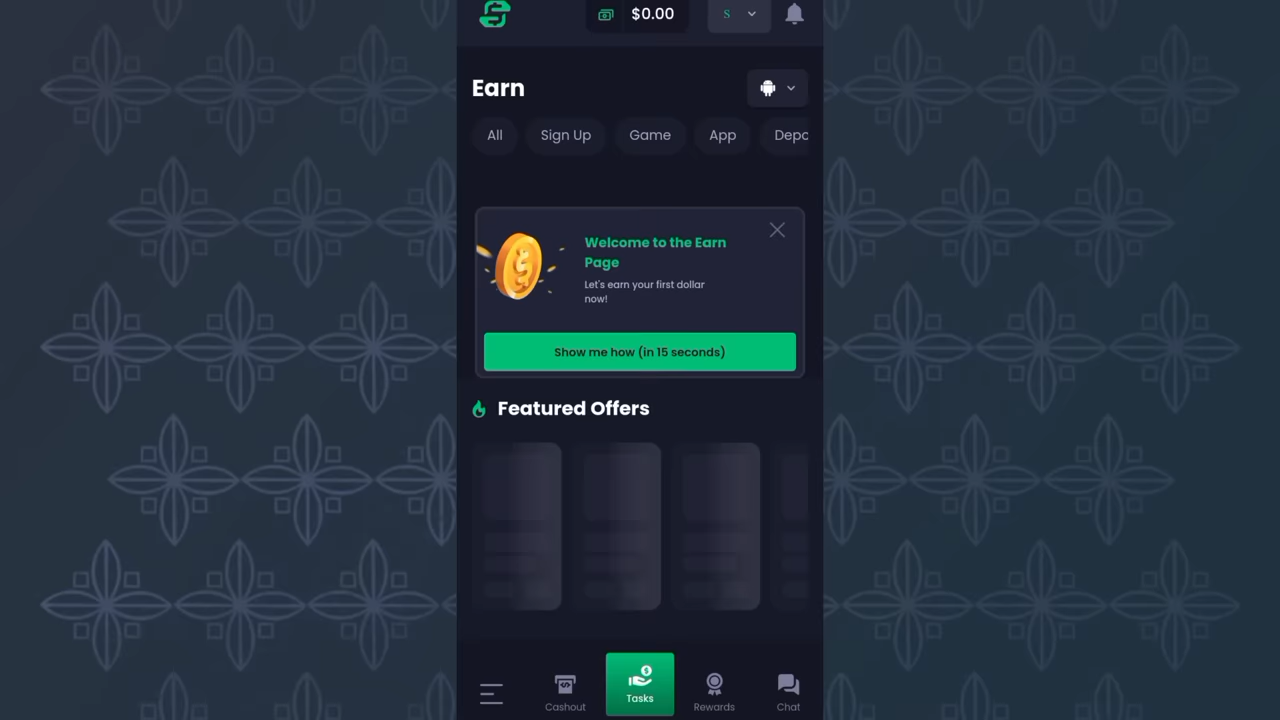 $0.00
S
Earn
All
Sign Up
Game
App
Depo
Welcome to the Earn
Page
Let's earn your first dollar
now!
Show me how (in 15 seconds)
Featured Offers
Cashout
Tasks
Rewards
Chat